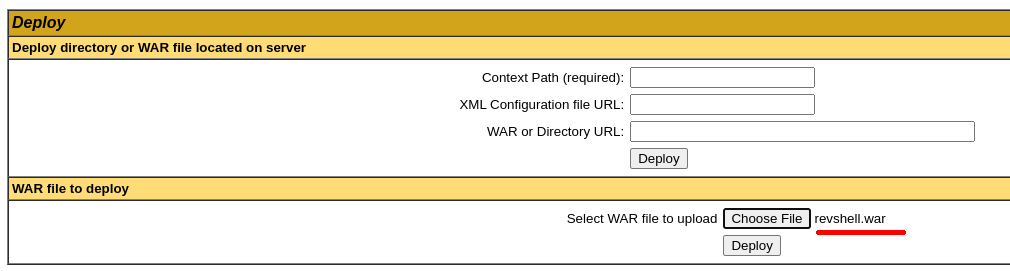 Deploy
Deploy directory or WAR file located on server
Context Path (required):
XML Configuration file URL:
WAR or Directory URL:
Deploy
WAR file to deploy
Select WAR file to upload Choose File revshell.war
Deploy